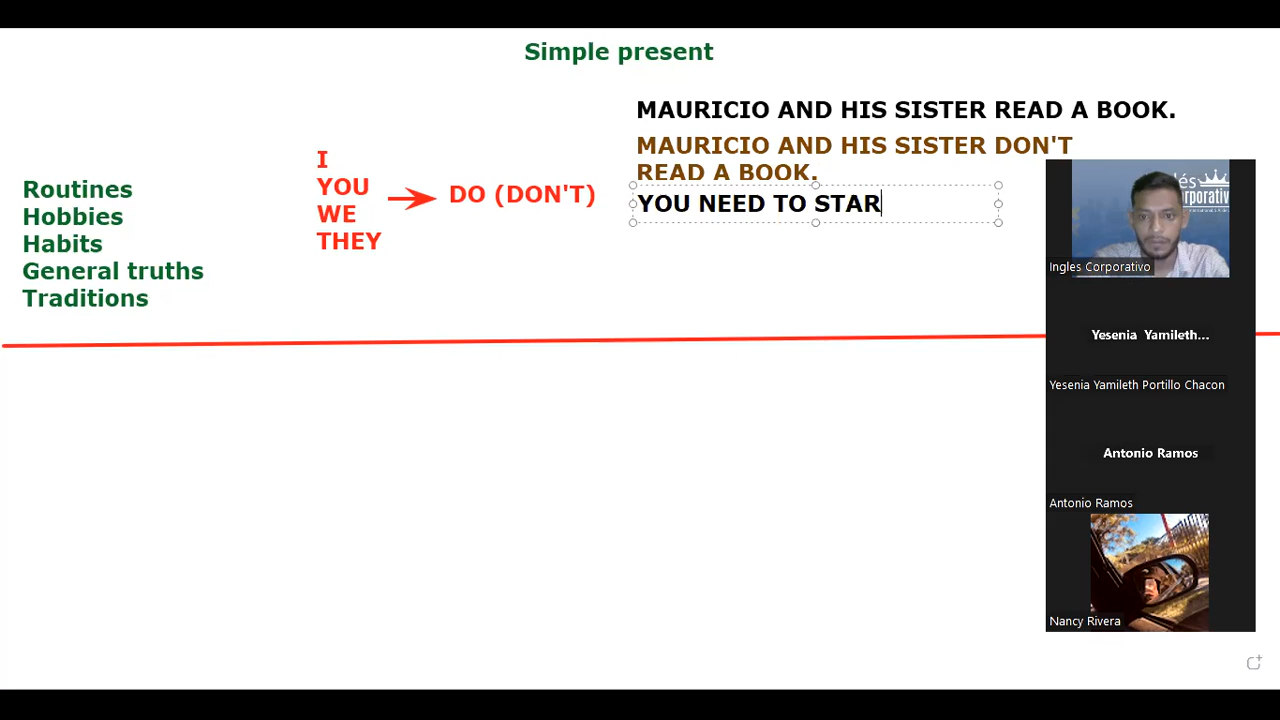 Simple present
MAURICIO AND HIS SISTER READ A BOOK.
MAURICIO AND HIS SISTER DON'T
READ A BOOK.
YOU NEED TO STAR
I
YOU
WE
THEY
DO (DON'T)
Routines
Hobbies
Habits
General truths
Traditions
Ingles Corporativo
Yesenia Yamileth...
Yesenia Yamileth Portillo Chacon
Antonio Ramos
Antonio Ramos
Nancy Rivera